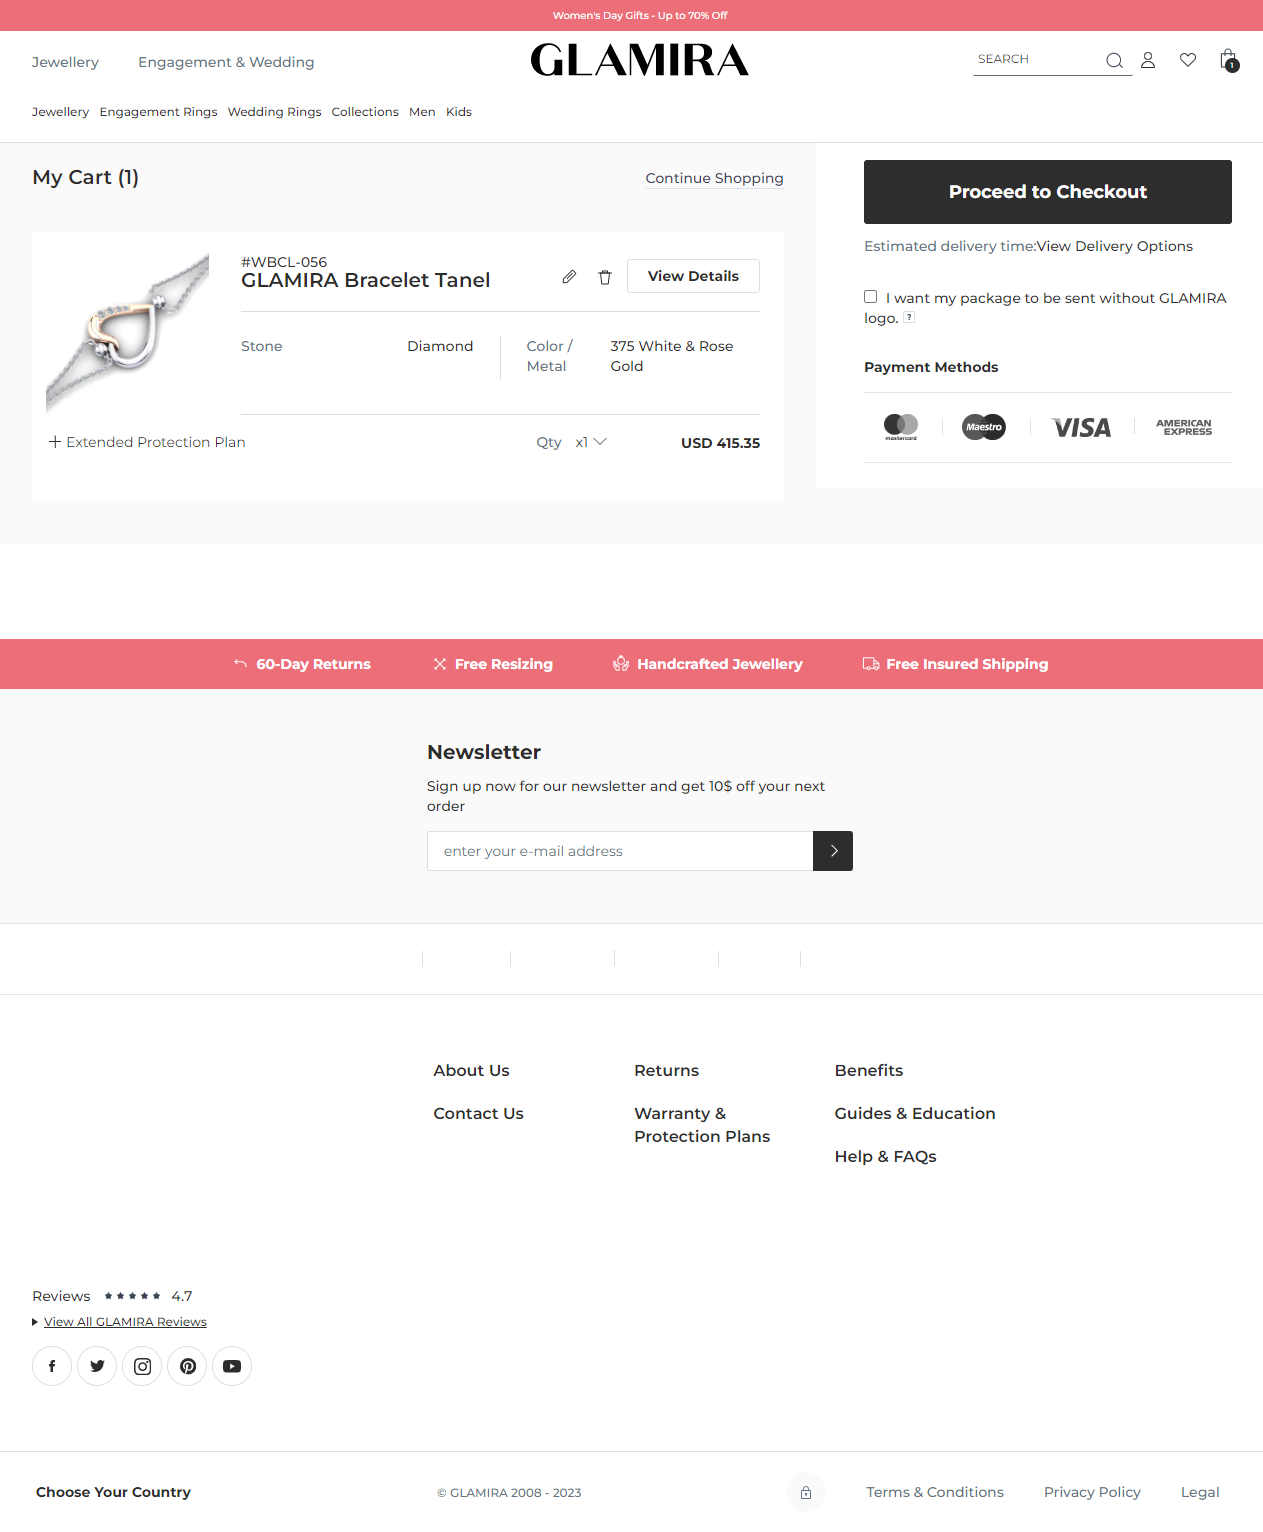 Women's Day Gifts - Up to 70% Off
Jewellery Engagement & Wedding
GLAMIRA
SEARCH
1
Jewellery Engagement Rings Wedding Rings Collections Men Kids
My Cart (1)
Continue Shopping
Proceed to Checkout
Estimated delivery time:View Delivery Options
#WBCL-056
GLAMIRA Bracelet Tanel
View Details
I want my package to be sent without GLAMIRA
logo. ?
Stone Diamond
Color /
Metal
375 White & Rose
Gold
Payment Methods
mastercard
Maestro
VISA
AMERICAN
EXPRESS
Extended Protection Plan
Qty x1
USD 415.35
60-Day Returns
Free Resizing
Handcrafted Jewellery
Free Insured Shipping
Newsletter
Sign up now for our newsletter and get 10$ off your next
order
enter your e-mail address
About Us
Contact Us
Returns
Warranty &
Protection Plans
Benefits
Guides & Education
Help & FAQs
Reviews 4.7
View All GLAMIRA Reviews
Choose Your Country
© GLAMIRA 2008 - 2023
Terms & Conditions
Privacy Policy
Legal